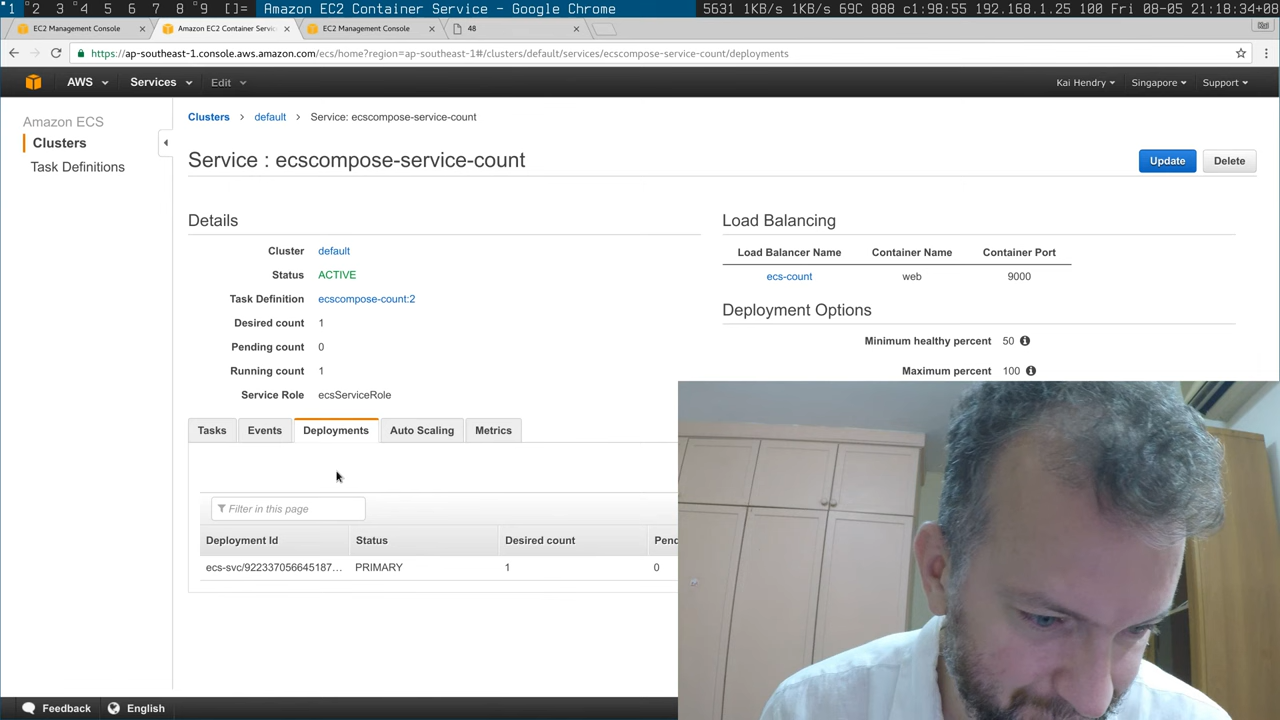 1 2 3 4 5 6 7 8 9 []= Amazon EC2 Container Service - Google Chrome 5631 1KB/s 1KB/s 69C 888 c1:98:55 192.168.1.25 100 Fri 08-05 21:18:34+08
EC2 Management Console × Amazon EC2 Container Servic × EC2 Management Console × 48 ×
https://ap-southeast-1.console.aws.amazon.com/ecs/home?region=ap-southeast-1#/clusters/default/services/ecscompose-service-count/deployments
AWS Services Edit Kai Hendry Singapore Support
Amazon ECS
Clusters
Task Definitions
Clusters > default > Service: ecscompose-service-count
Service : ecscompose-service-count
Update Delete
Details
Cluster default
Status ACTIVE
Task Definition ecscompose-count:2
Desired count 1
Pending count 0
Running count 1
Service Role ecsServiceRole
Load Balancing
Load Balancer Name Container Name Container Port
ecs-count web 9000
Deployment Options
Minimum healthy percent 50
Maximum percent 100
Tasks Events Deployments Auto Scaling Metrics
Filter in this page
Deployment Id Status Desired count Pend
ecs-svc/922337056645187... PRIMARY 1 0
Feedback English